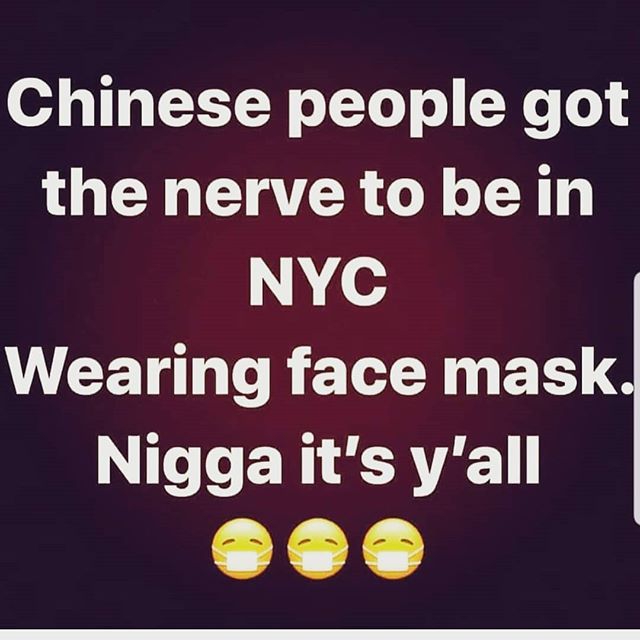 Chinese people got
the nerve to be in
NYC
Wearing face mask.
Nigga it’s y’all
😷😷😷